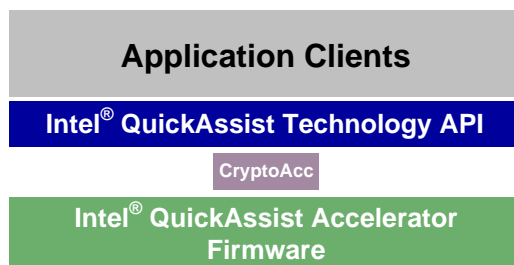 Application Clients
Intel® QuickAssist Technology API
CryptoAcc
Intel® QuickAssist Accelerator
Firmware